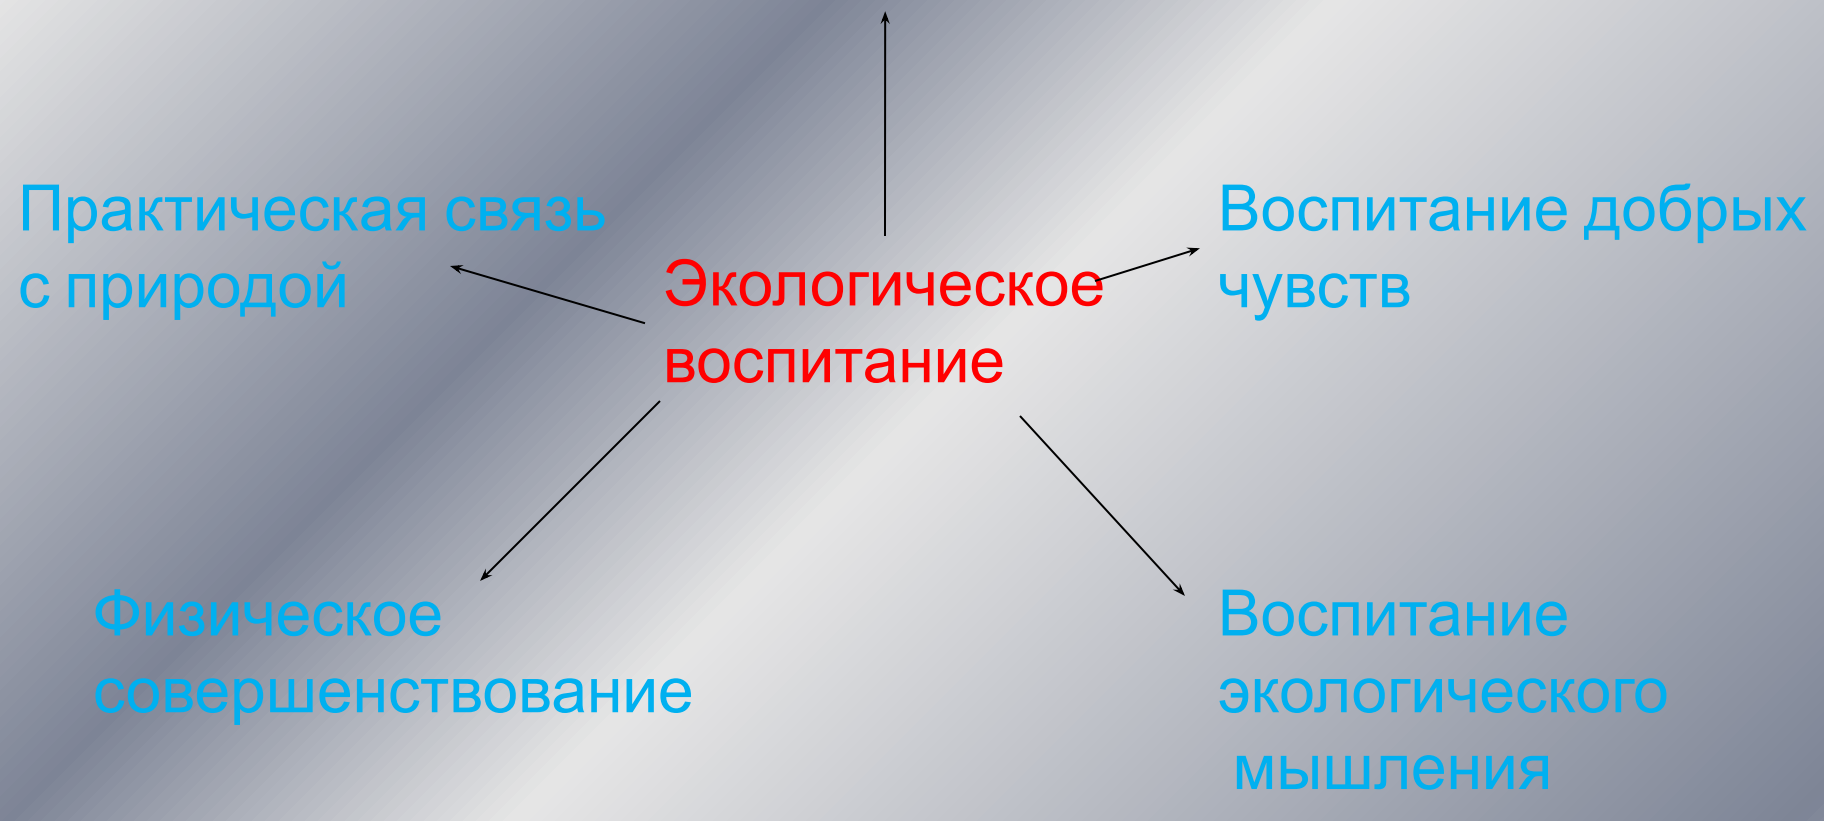 Практическая связь
с природой
Экологическое
воспитание
Воспитание добрых
чувств
Физическое
совершенствование
Воспитание
экологического
мышления